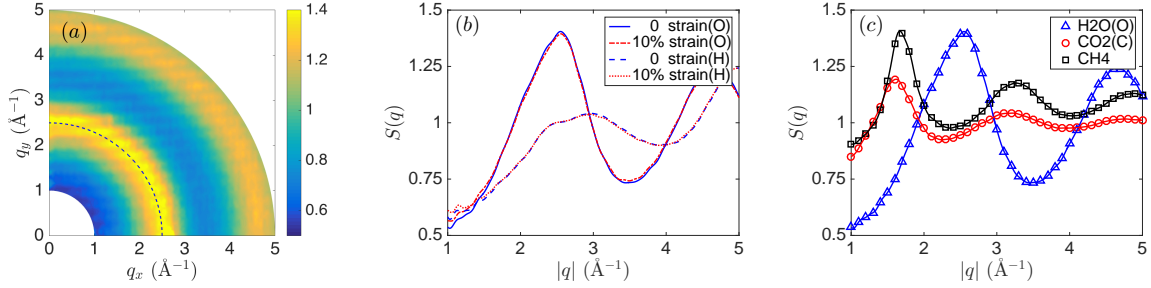 (a)
5
4
3
2
1
0
q_y (Å⁻¹)
0 1 2 3 4 5
q_x (Å⁻¹)
1.4
1.2
1
0.8
0.6
(b)
0 strain(O)
10% strain(O)
0 strain(H)
10% strain(H)
1.5
1.25
1
0.75
0.5
S(q)
1 2 3 4 5
|q| (Å⁻¹)
(c)
H2O(O)
CO2(C)
CH4
1.5
1.25
1
0.75
0.5
S(q)
1 2 3 4 5
|q| (Å⁻¹)